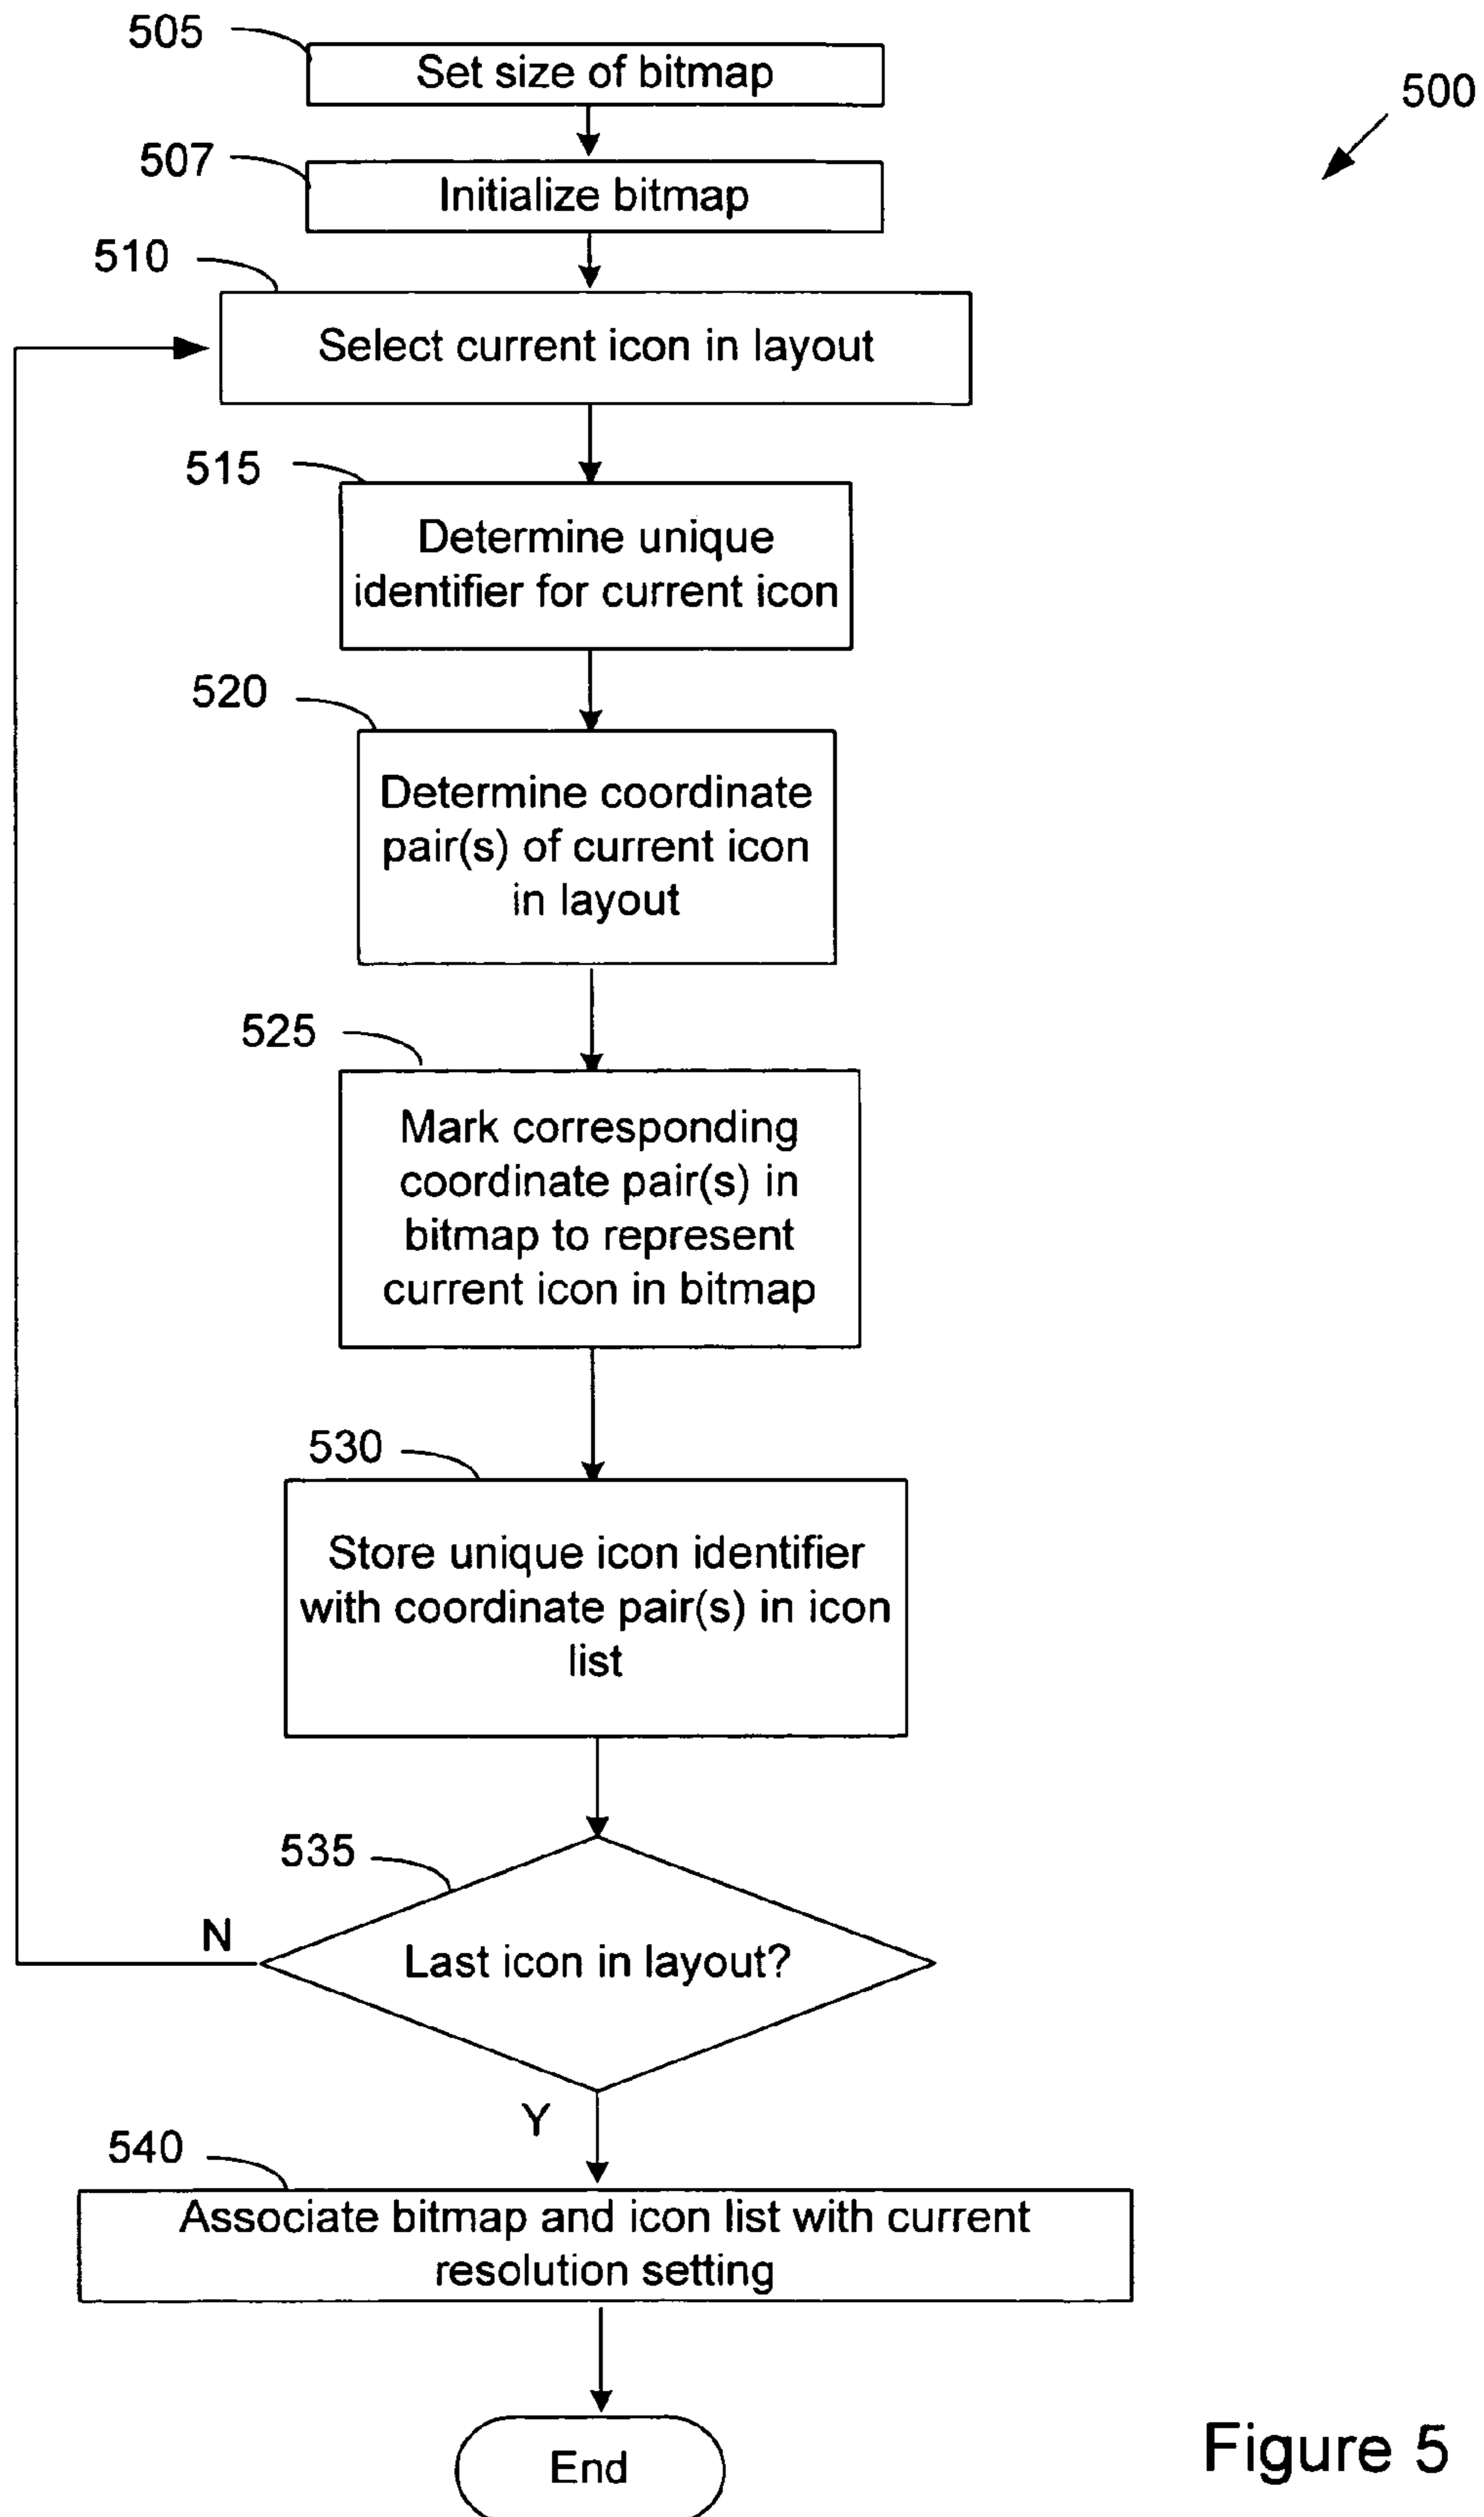 505
Set size of bitmap
500
507
Initialize bitmap
510
Select current icon in layout
515
Determine unique
identifier for current icon
520
Determine coordinate
pair(s) of current icon
in layout
525
Mark corresponding
coordinate pair(s) in
bitmap to represent
current icon in bitmap
530
Store unique icon identifier
with coordinate pair(s) in icon
list
535
N
Last icon in layout?
Y
540
Associate bitmap and icon list with current
resolution setting
End
Figure 5